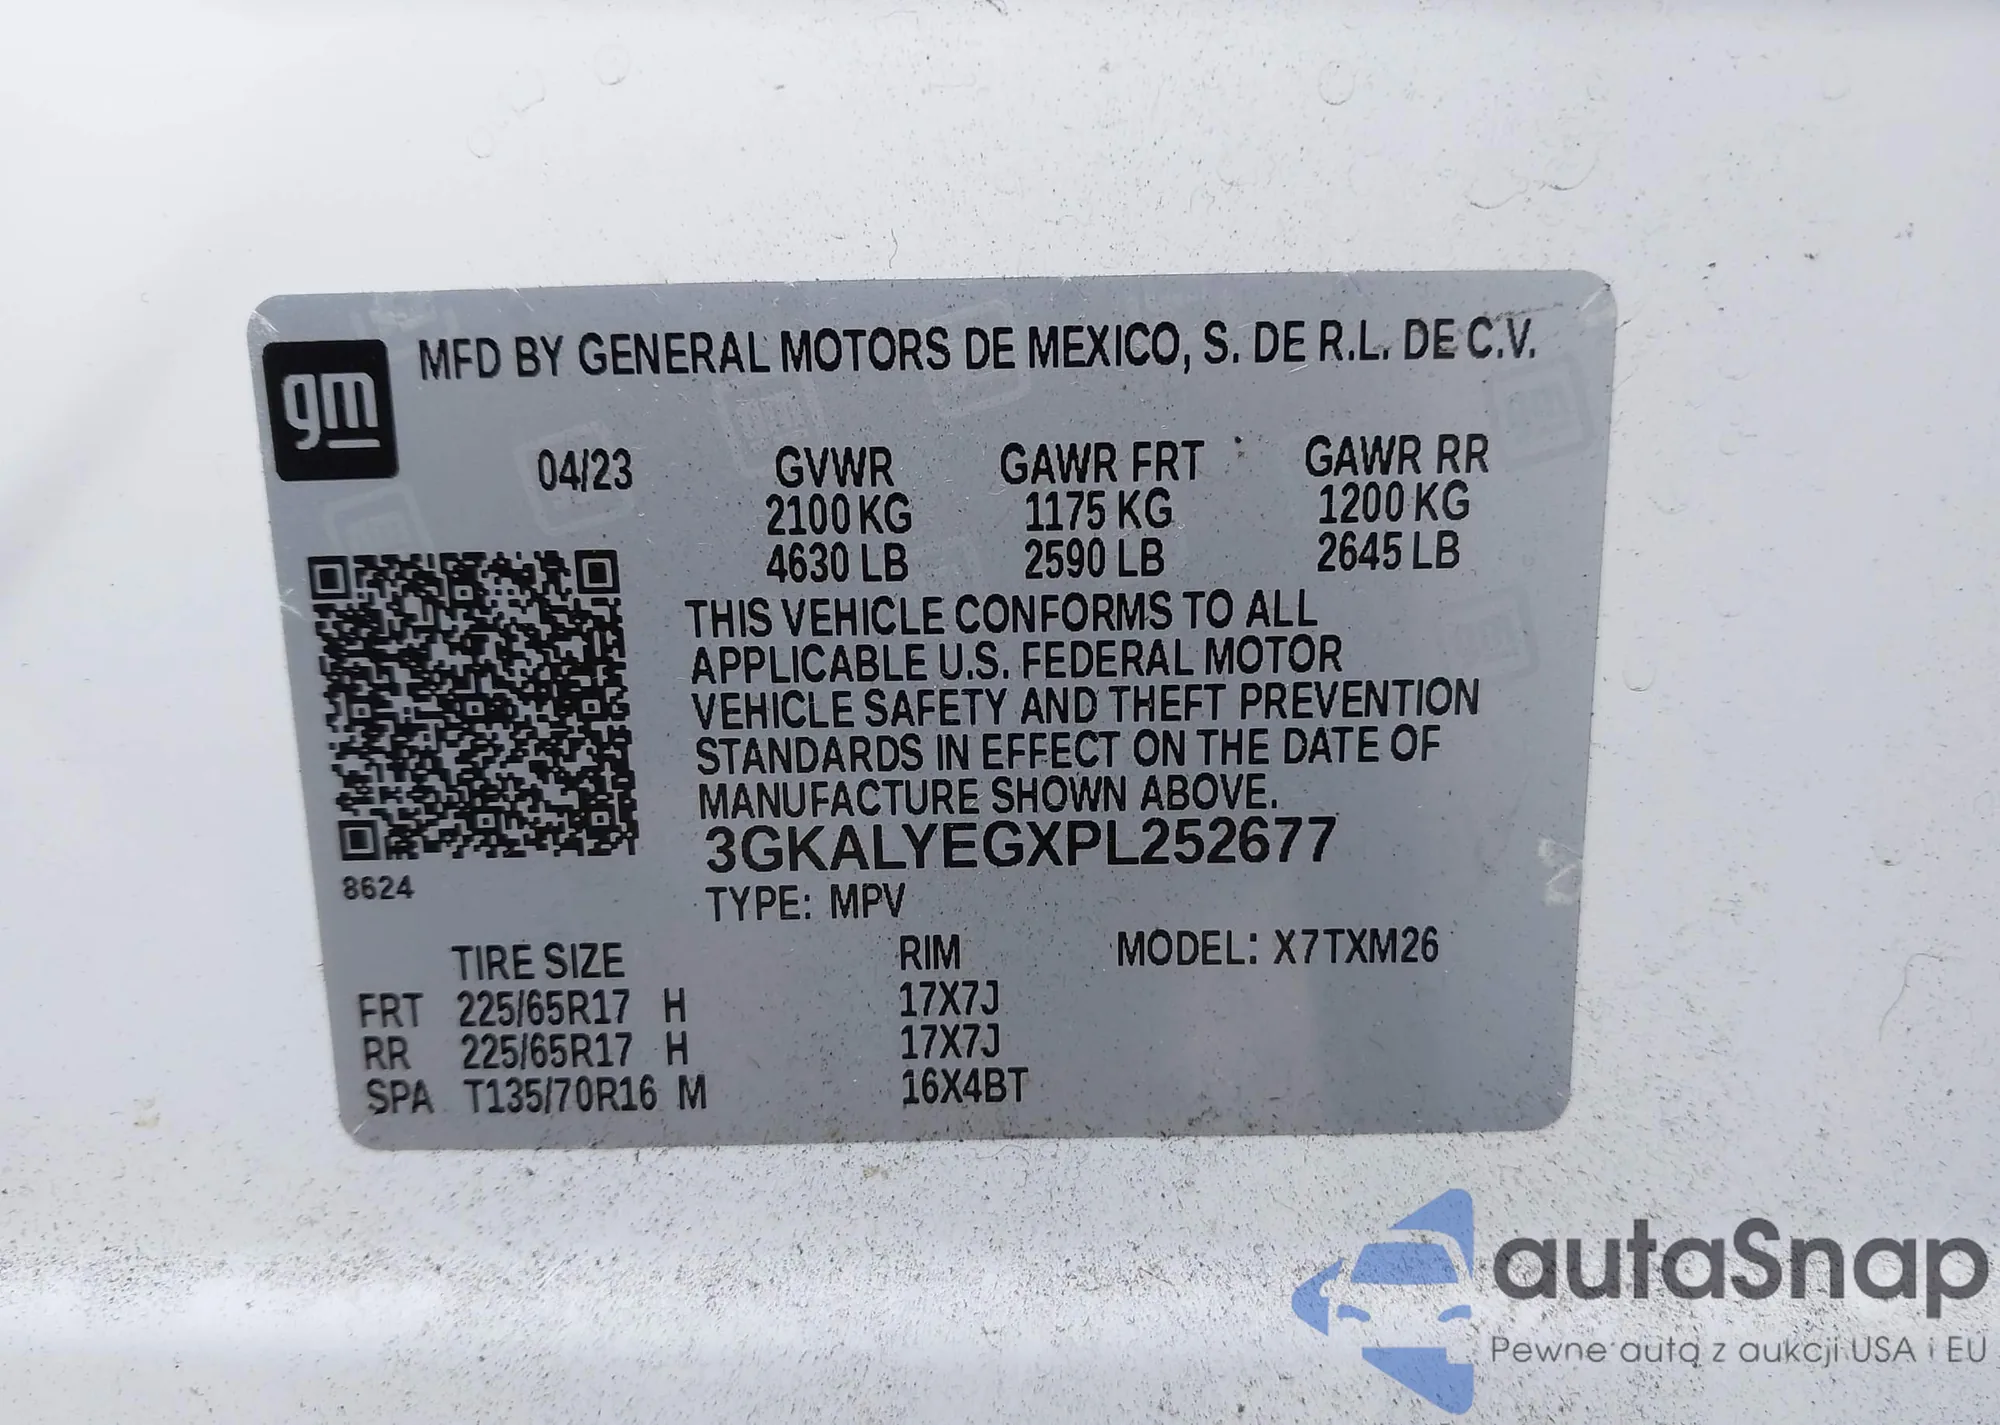 gm
MFD BY GENERAL MOTORS DE MEXICO, S. DE R.L. DE C.V.
04/23 GVWR GAWR FRT GAWR RR
2100 KG 1175 KG 1200 KG
4630 LB 2590 LB 2645 LB
THIS VEHICLE CONFORMS TO ALL
APPLICABLE U.S. FEDERAL MOTOR
VEHICLE SAFETY AND THEFT PREVENTION
STANDARDS IN EFFECT ON THE DATE OF
MANUFACTURE SHOWN ABOVE.
3GKALYEGXPL252677
8624
TYPE: MPV
TIRE SIZE RIM MODEL: X7TXM26
FRT 225/65R17 H 17X7J
RR 225/65R17 H 17X7J
SPA T135/70R16 M 16X4BT
autaSnap
Pewne auta z aukcji USA i EU